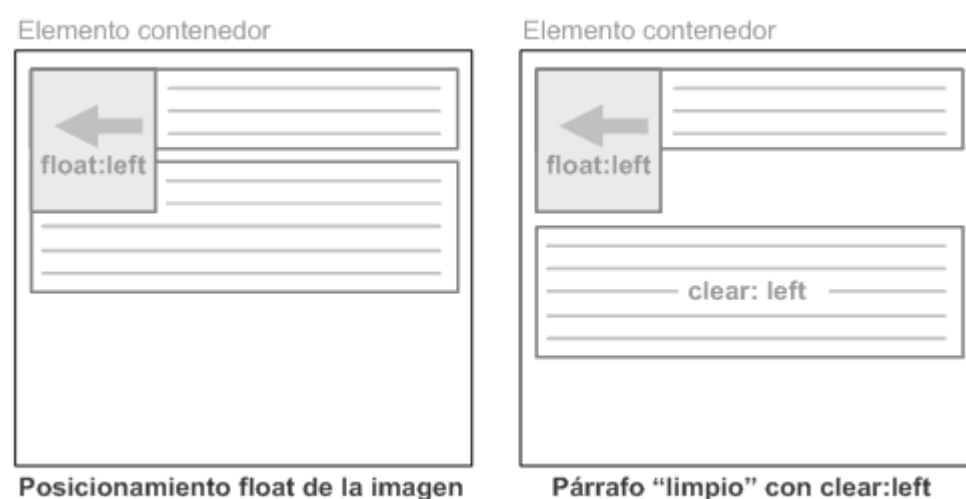 Elemento contenedor
float:left
Posicionamiento float de la imagen
Elemento contenedor
float:left
clear: left
Párrafo “limpio” con clear:left